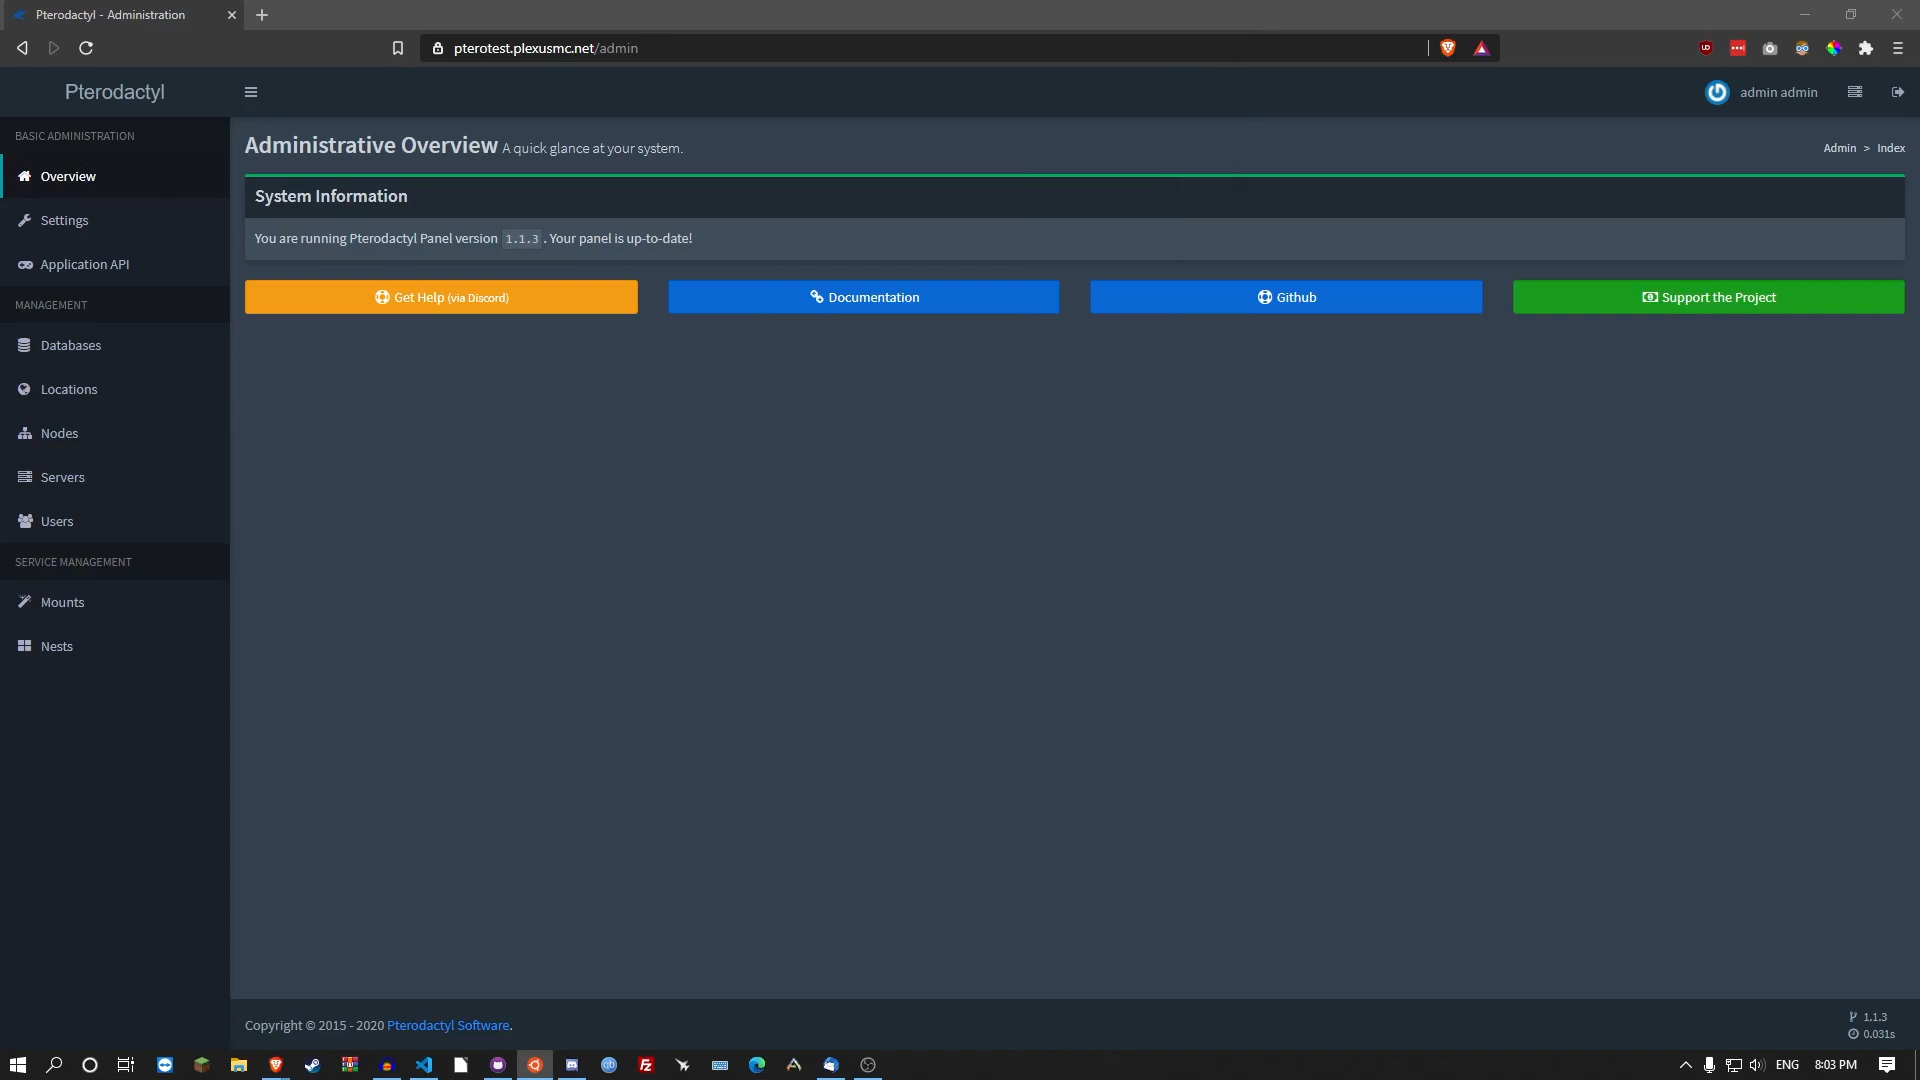 Pterodactyl - Administration
pterotest.plexusmc.net/admin
Pterodactyl
admin admin
BASIC ADMINISTRATION
Overview
Settings
Application API
MANAGEMENT
Databases
Locations
Nodes
Servers
Users
SERVICE MANAGEMENT
Mounts
Nests
Administrative Overview A quick glance at your system.
Admin > Index
System Information
You are running Pterodactyl Panel version 1.1.3. Your panel is up-to-date!
Get Help (via Discord)
Documentation
Github
Support the Project
Copyright © 2015 - 2020 Pterodactyl Software.
1.1.3
0.031s
qb
Fz
ENG
8:03 PM